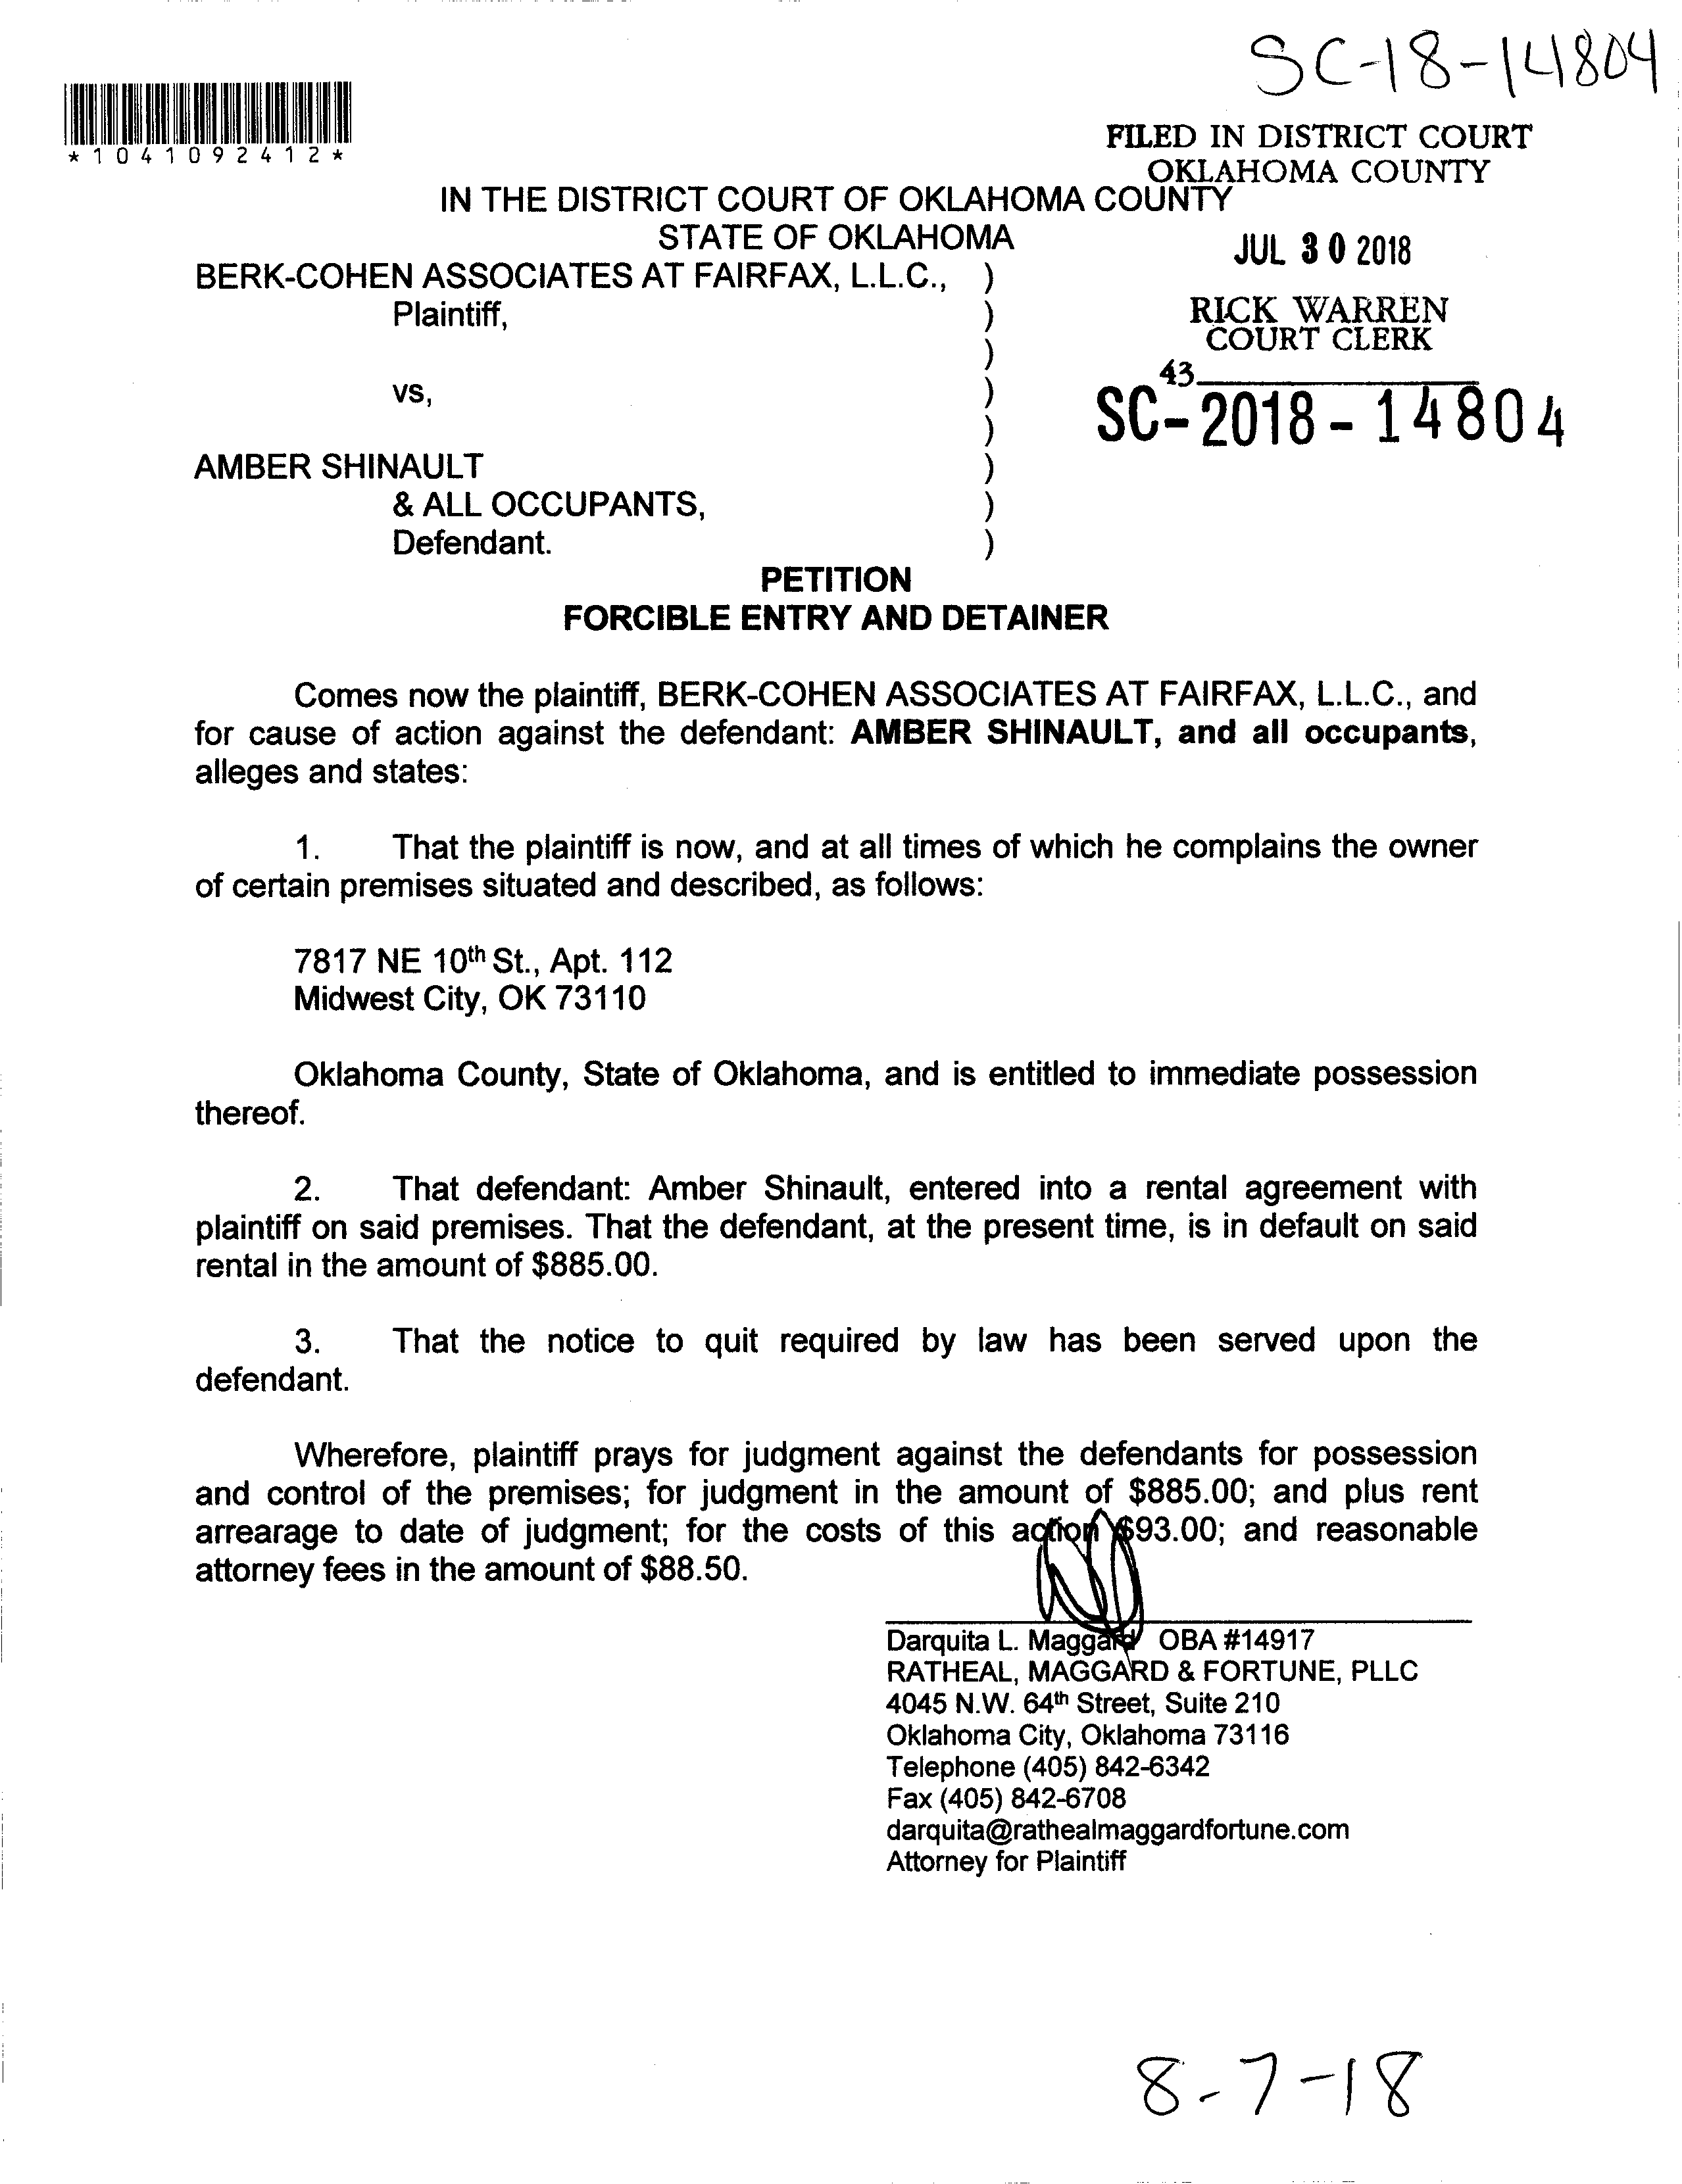 SC-18-14804
*1041092412*
FILED IN DISTRICT COURT
OKLAHOMA COUNTY
IN THE DISTRICT COURT OF OKLAHOMA COUNTY
STATE OF OKLAHOMA
JUL 30 2018
BERK-COHEN ASSOCIATES AT FAIRFAX, L.L.C., )
Plaintiff, )
RICK WARREN
COURT CLERK
)
43
vs, )
SC-2018-14804
)
AMBER SHINAULT )
& ALL OCCUPANTS, )
Defendant. )
PETITION
FORCIBLE ENTRY AND DETAINER
Comes now the plaintiff, BERK-COHEN ASSOCIATES AT FAIRFAX, L.L.C., and
for cause of action against the defendant: AMBER SHINAULT, and all occupants,
alleges and states:
1. That the plaintiff is now, and at all times of which he complains the owner
of certain premises situated and described, as follows:
7817 NE 10th St., Apt. 112
Midwest City, OK 73110
Oklahoma County, State of Oklahoma, and is entitled to immediate possession
thereof.
2. That defendant: Amber Shinault, entered into a rental agreement with
plaintiff on said premises. That the defendant, at the present time, is in default on said
rental in the amount of $885.00.
3. That the notice to quit required by law has been served upon the
defendant.
Wherefore, plaintiff prays for judgment against the defendants for possession
and control of the premises; for judgment in the amount of $885.00; and plus rent
arrearage to date of judgment; for the costs of this action $93.00; and reasonable
attorney fees in the amount of $88.50.
Darquita L. Maggard OBA #14917
RATHEAL, MAGGARD & FORTUNE, PLLC
4045 N.W. 64th Street, Suite 210
Oklahoma City, Oklahoma 73116
Telephone (405) 842-6342
Fax (405) 842-6708
darquita@rathealmaggardfortune.com
Attorney for Plaintiff
8-7-18